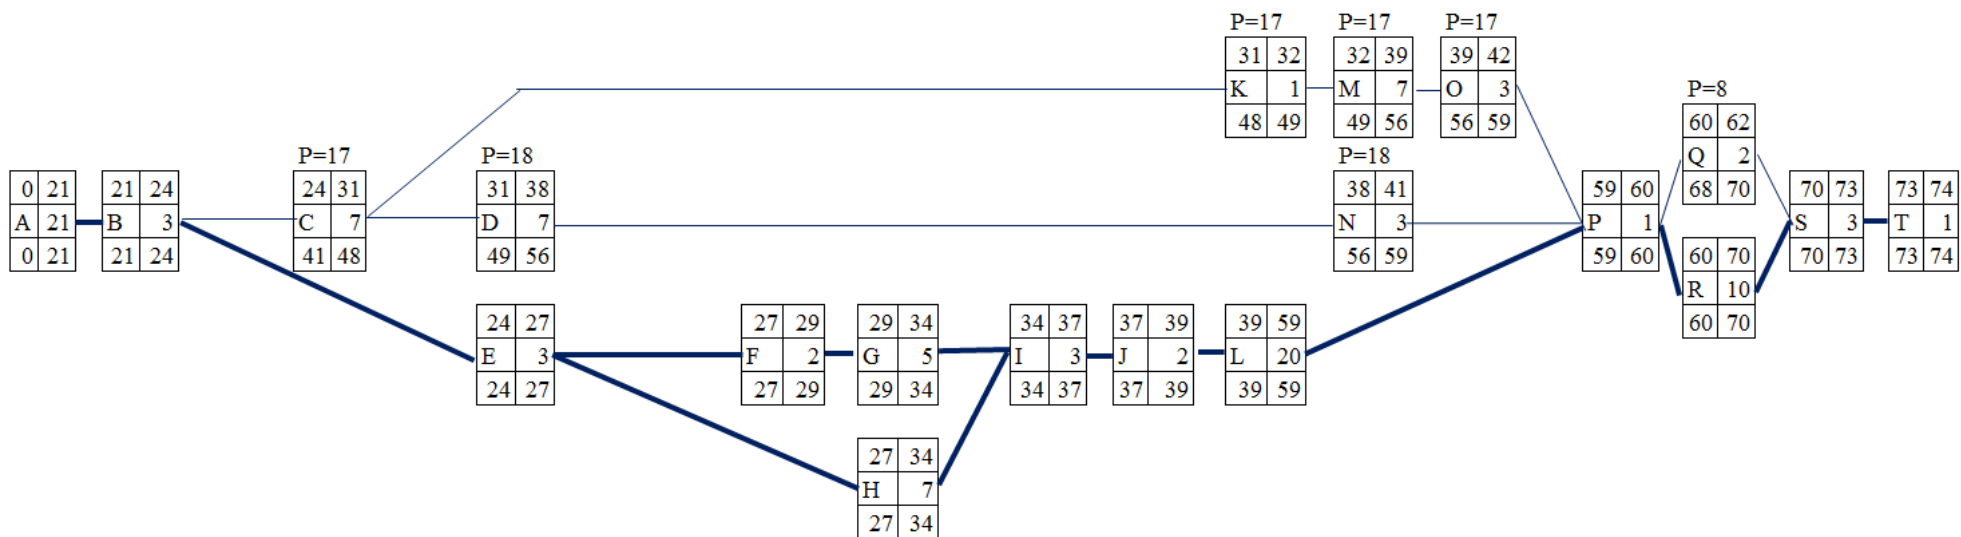 P=17 P=17 P=17
31 32 32 39 39 42
K 1 M 7 O 3
48 49 49 56 56 59
P=8
60 62
Q 2
68 70
P=17 P=18 P=18
0 21 21 24 24 31 31 38 38 41 59 60 70 73 73 74
A 21 B 3 C 7 D 7 N 3 P 1 S 3 T 1
0 21 21 24 41 48 49 56 56 59 59 60 70 73 73 74
60 70
R 10
60 70
24 27 27 29 29 34 34 37 37 39 39 59
E 3 F 2 G 5 I 3 J 2 L 20
24 27 27 29 29 34 34 37 37 39 39 59
27 34
H 7
27 34